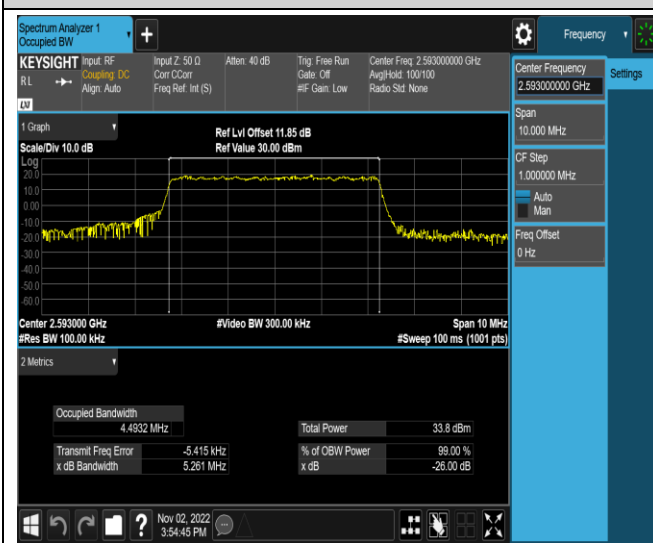 Spectrum Analyzer 1
Occupied BW
+
Frequency
KEYSIGHT
RL
LXI
Input: RF
Coupling: DC
Align: Auto
Input Z: 50 Ω
Corr CCorr
Freq Ref: Int (S)
Atten: 40 dB
Trig: Free Run
Gate: Off
#IF Gain: Low
Center Freq: 2.593000000 GHz
Avg|Hold: 100/100
Radio Std: None
Center Frequency
2.593000000 GHz
Settings
Span
10.000 MHz
CF Step
1.000000 MHz
Auto
Man
Freq Offset
0 Hz
1 Graph
Scale/Div 10.0 dB
Ref Lvl Offset 11.85 dB
Ref Value 30.00 dBm
Log
20.0
10.0
0.00
-10.0
-20.0
-30.0
-40.0
-50.0
-60.0
Center 2.593000 GHz
#Video BW 300.00 kHz
Span 10 MHz
#Res BW 100.00 kHz
#Sweep 100 ms (1001 pts)
2 Metrics
Occupied Bandwidth
4.4932 MHz
Total Power 33.8 dBm
Transmit Freq Error -5.415 kHz
% of OBW Power 99.00 %
x dB Bandwidth 5.261 MHz
x dB -26.00 dB
?
Nov 02, 2022
3:54:45 PM